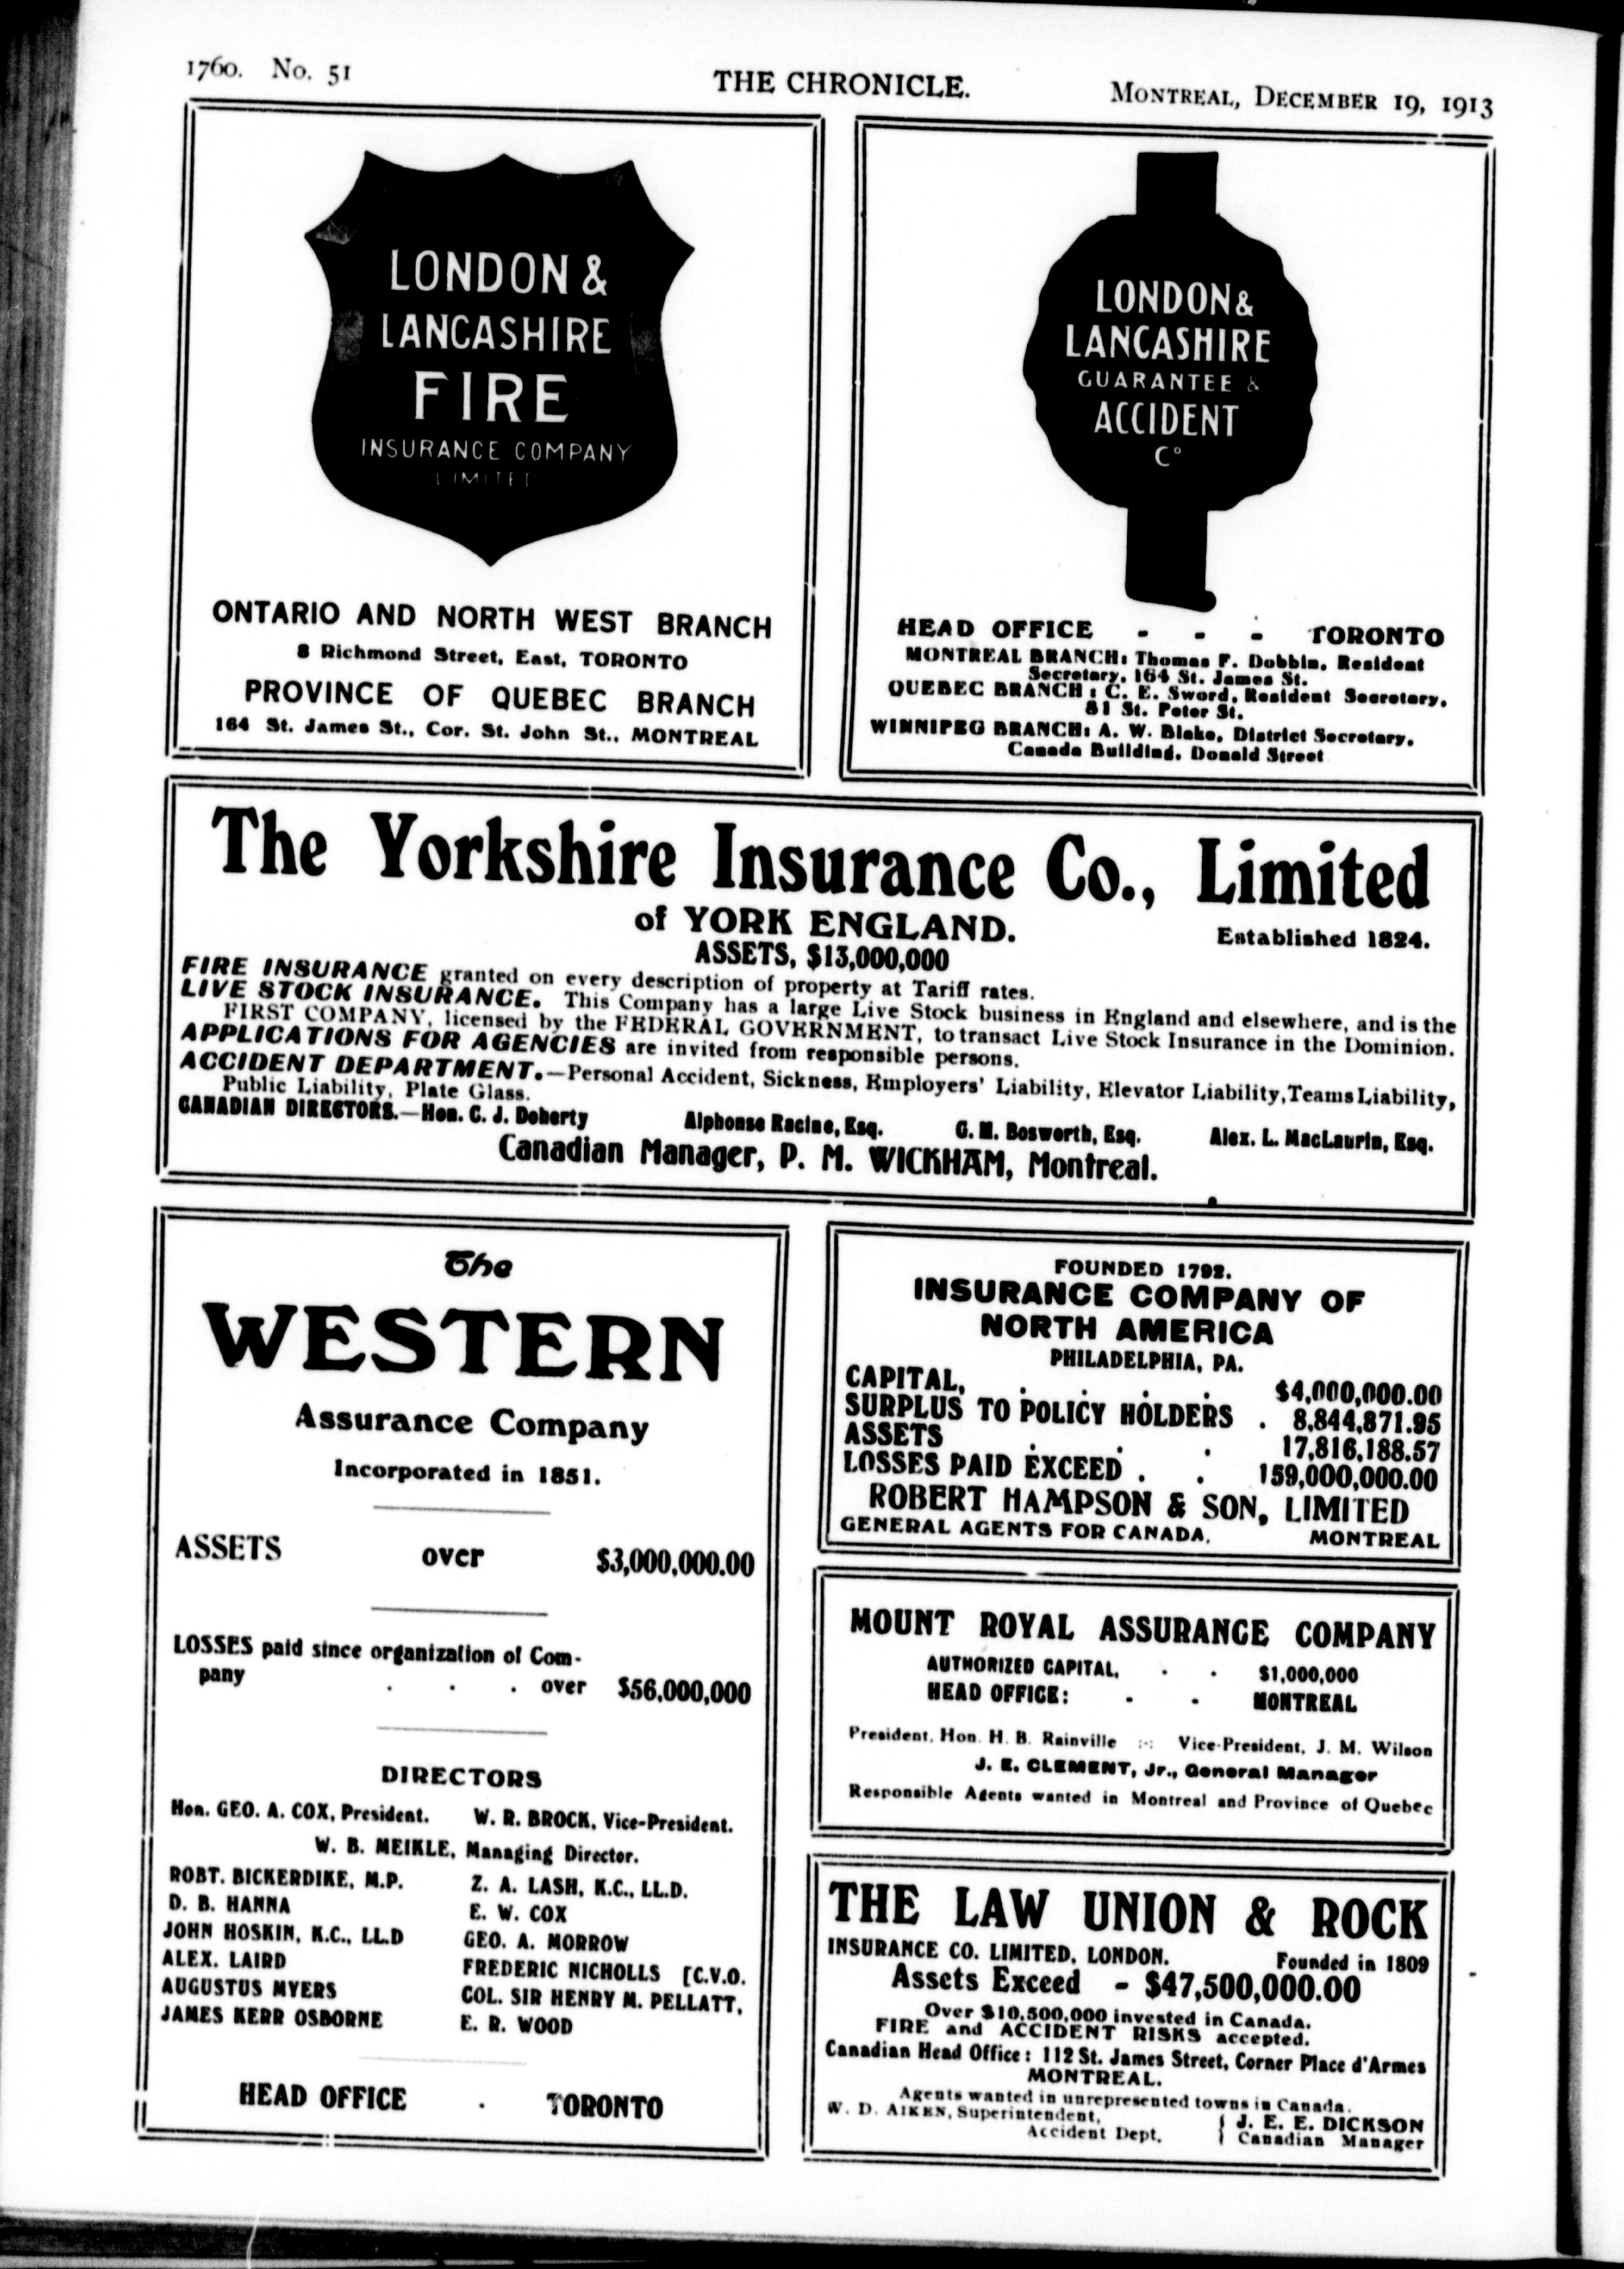 1760. No. 51
THE CHRONICLE.
MONTREAL, DECEMBER 19, 1913
LONDON &
LANCASHIRE
FIRE
INSURANCE COMPANY
LIMITED
ONTARIO AND NORTH WEST BRANCH
8 Richmond Street, East, TORONTO
PROVINCE OF QUEBEC BRANCH
164 St. James St., Cor. St. John St., MONTREAL
LONDON &
LANCASHIRE
GUARANTEE &
ACCIDENT
Co
HEAD OFFICE - - - TORONTO
MONTREAL BRANCH: Thomas F. Dobbin, Resident
Secretary, 164 St. James St.
QUEBEC BRANCH: C. E. Sword, Resident Secretary,
81 St. Peter St.
WINNIPEG BRANCH: A. W. Blake, District Secretary,
Canada Building, Donald Street
The Yorkshire Insurance Co., Limited
of YORK ENGLAND.
Established 1824.
ASSETS, $13,000,000
FIRE INSURANCE granted on every description of property at Tariff rates.
LIVE STOCK INSURANCE. This Company has a large Live Stock business in England and elsewhere, and is the
FIRST COMPANY, licensed by the FEDERAL GOVERNMENT, to transact Live Stock Insurance in the Dominion.
APPLICATIONS FOR AGENCIES are invited from responsible persons.
ACCIDENT DEPARTMENT.—Personal Accident, Sickness, Employers' Liability, Elevator Liability, Teams Liability,
Public Liability, Plate Glass.
CANADIAN DIRECTORS.—Hon. C. J. Doherty Alphonse Racine, Esq. G. M. Bosworth, Esq. Alex. L. MacLaurin, Esq.
Canadian Manager, P. M. WICKHAM, Montreal.
The
WESTERN
Assurance Company
Incorporated in 1851.
ASSETS over $3,000,000.00
LOSSES paid since organization of Com-
pany . . . over $56,000,000
DIRECTORS
Hon. GEO. A. COX, President. W. R. BROCK, Vice-President.
W. B. MEIKLE, Managing Director.
ROBT. BICKERDIKE, M.P. Z. A. LASH, K.C., LL.D.
D. B. HANNA E. W. COX
JOHN HOSKIN, K.C., LL.D GEO. A. MORROW
ALEX. LAIRD FREDERIC NICHOLLS [C.V.O.
AUGUSTUS MYERS COL. SIR HENRY M. PELLATT,
JAMES KERR OSBORNE E. R. WOOD
HEAD OFFICE . TORONTO
FOUNDED 1792.
INSURANCE COMPANY OF
NORTH AMERICA
PHILADELPHIA, PA.
CAPITAL, . . . . $4,000,000.00
SURPLUS TO POLICY HOLDERS . 8,844,871.95
ASSETS . . . 17,816,188.57
LOSSES PAID EXCEED . . 159,000,000.00
ROBERT HAMPSON & SON, LIMITED
GENERAL AGENTS FOR CANADA. MONTREAL
MOUNT ROYAL ASSURANCE COMPANY
AUTHORIZED CAPITAL, . . $1,000,000
HEAD OFFICE: - - MONTREAL
President, Hon. H. B. Rainville :-: Vice-President, J. M. Wilson
J. E. CLEMENT, Jr., General Manager
Responsible Agents wanted in Montreal and Province of Quebec
THE LAW UNION & ROCK
INSURANCE CO. LIMITED, LONDON. Founded in 1809
Assets Exceed - $47,500,000.00
Over $10,500,000 invested in Canada.
FIRE and ACCIDENT RISKS accepted.
Canadian Head Office: 112 St. James Street, Corner Place d'Armes
MONTREAL.
Agents wanted in unrepresented towns in Canada.
W. D. AIKEN, Superintendent, J. E. E. DICKSON
Accident Dept. Canadian Manager